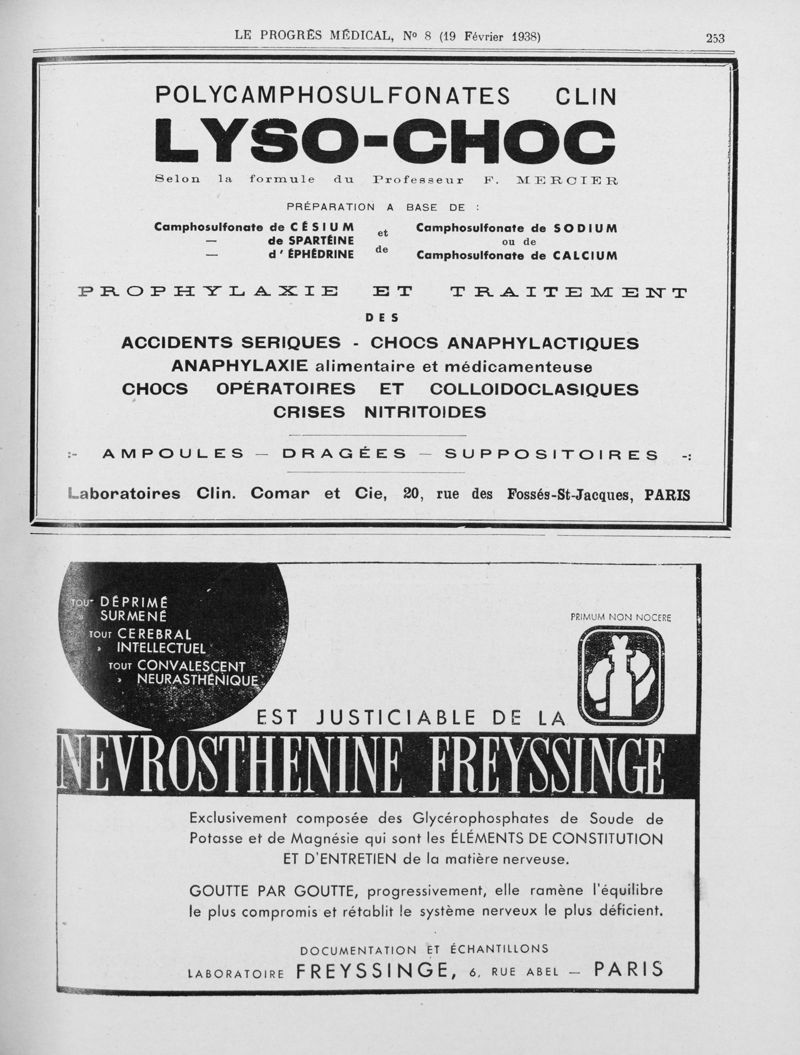 LE PROGRÈS MÉDICAL, Nº 8 (19 Février 1938)
253
POLYCAMPHOSULFONATES CLIN
LYSO-CHOC
Selon la formule du Professeur F. MERCIER
PRÉPARATION A BASE DE :
Camphosulfonate de CÉSIUM
— de SPARTÉINE
— d'ÉPHÉDRINE
et
de
Camphosulfonate de SODIUM
ou de
Camphosulfonate de CALCIUM
PROPHYLAXIE ET TRAITEMENT
DES
ACCIDENTS SERIQUES - CHOCS ANAPHYLACTIQUES
ANAPHYLAXIE alimentaire et médicamenteuse
CHOCS OPÉRATOIRES ET COLLOIDOCLASIQUES
CRISES NITRITOIDES
:- AMPOULES — DRAGÉES — SUPPOSITOIRES -:
Laboratoires Clin. Comar et Cie, 20, rue des Fossés-St-Jacques, PARIS
TOUT DÉPRIMÉ
» SURMENÉ
TOUT CEREBRAL
» INTELLECTUEL
TOUT CONVALESCENT
» NEURASTHÉNIQUE
PRIMUM NON NOCERE
EST JUSTICIABLE DE LA
NEVROSTHENINE FREYSSINGE
Exclusivement composée des Glycérophosphates de Soude de
Potasse et de Magnésie qui sont les ÉLÉMENTS DE CONSTITUTION
ET D'ENTRETIEN de la matière nerveuse.
GOUTTE PAR GOUTTE, progressivement, elle ramène l'équilibre
le plus compromis et rétablit le système nerveux le plus déficient.
DOCUMENTATION ET ÉCHANTILLONS
LABORATOIRE FREYSSINGE, 6, RUE ABEL — PARIS